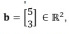 b = [5 3] ∈ ℝ²,